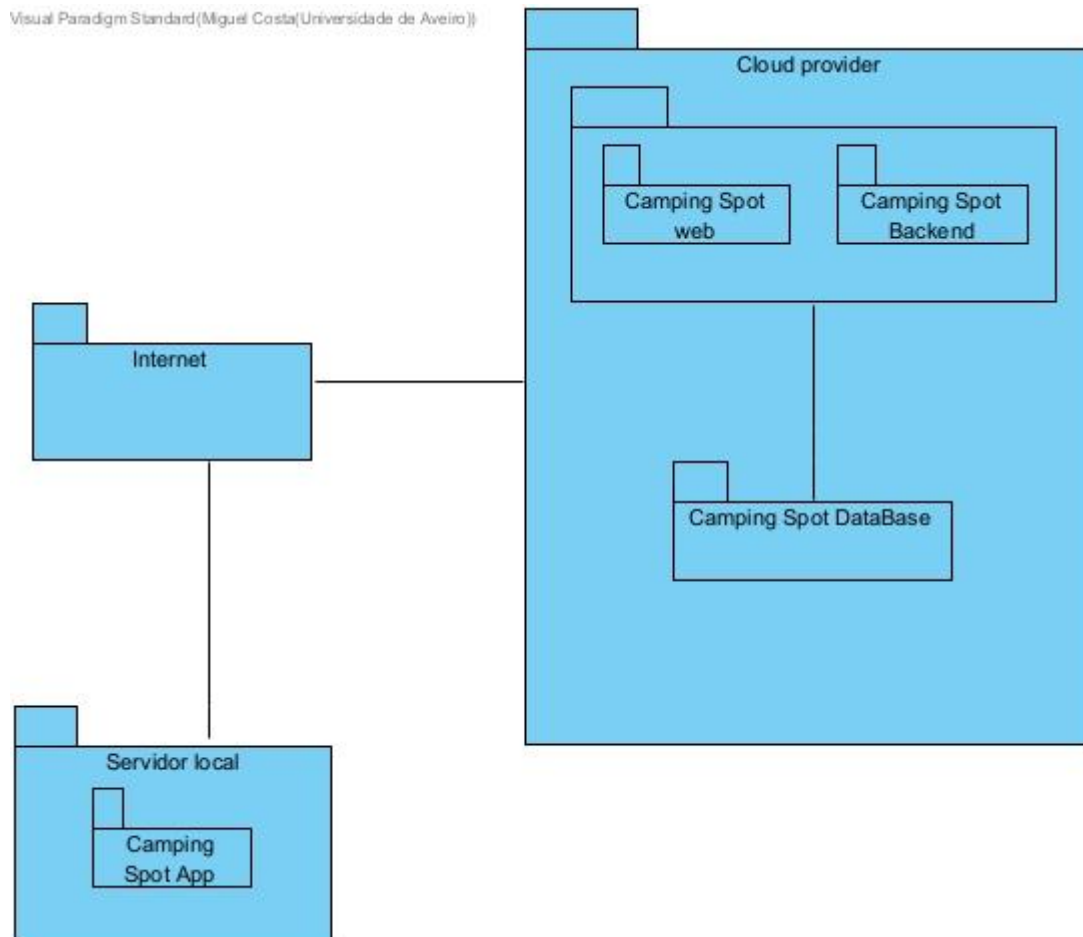 Visual Paradigm Standard(Miguel Costa(Universidade de Aveiro))
Cloud provider
Camping Spot
web
Camping Spot
Backend
Internet
Camping Spot DataBase
Servidor local
Camping
Spot App